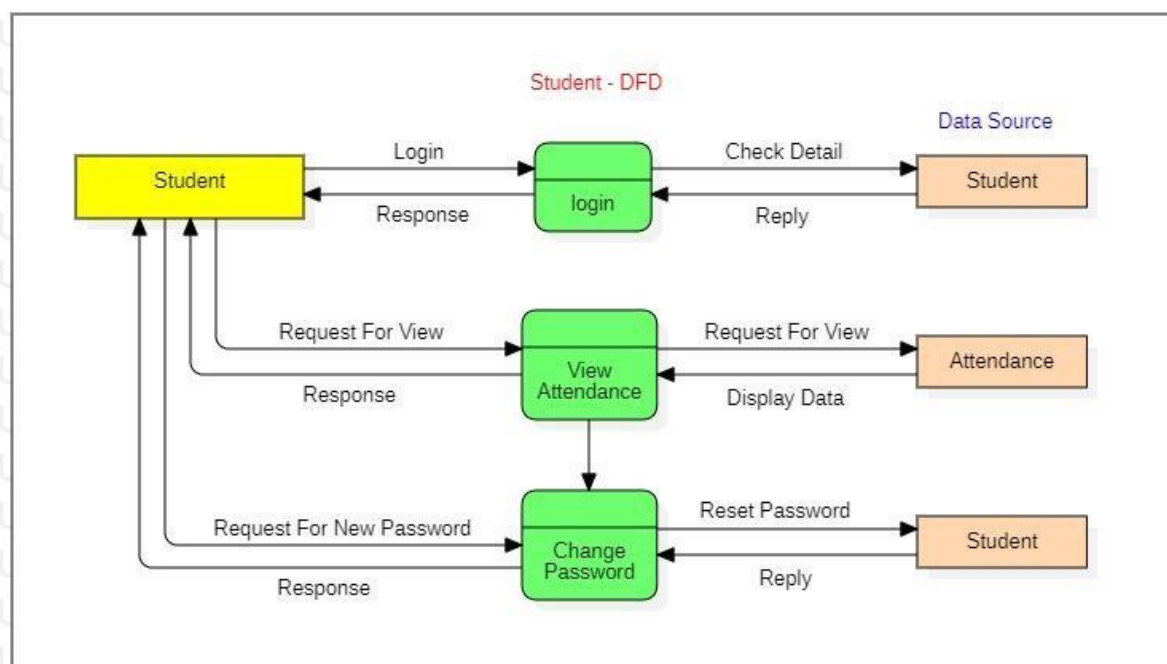 Student - DFD
Data Source
Login
Check Detail
Student
login
Student
Response
Reply
Request For View
Request For View
View
Attendance
Attendance
Response
Display Data
Reset Password
Request For New Password
Change
Password
Student
Response
Reply